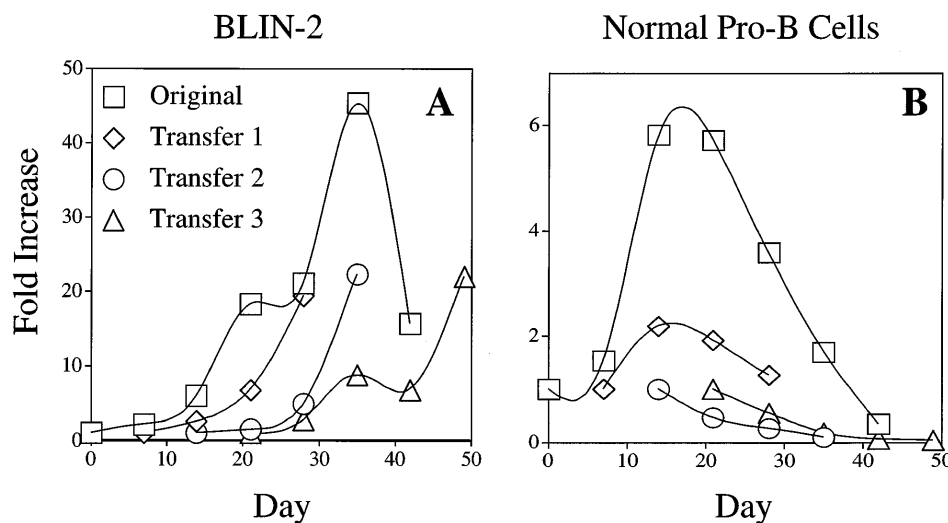 BLIN-2
Normal Pro-B Cells
50
40
30
20
10
0
Fold Increase
Original
Transfer 1
Transfer 2
Transfer 3
A
0 10 20 30 40 50
Day
6
4
2
0
B
0 10 20 30 40 50
Day